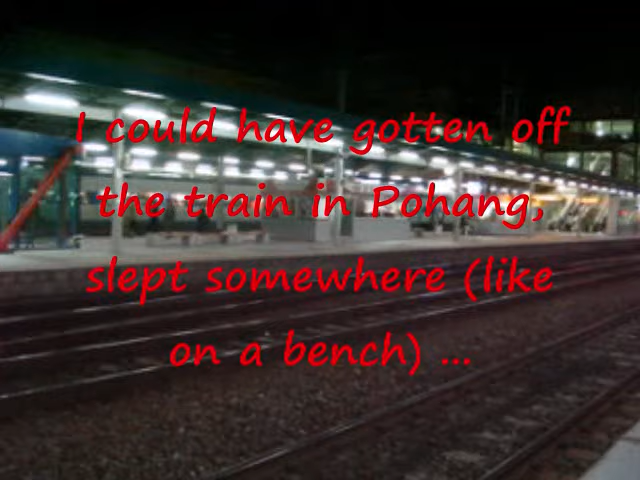 I could have gotten off
the train in Pohang,
slept somewhere (like
on a bench) ...